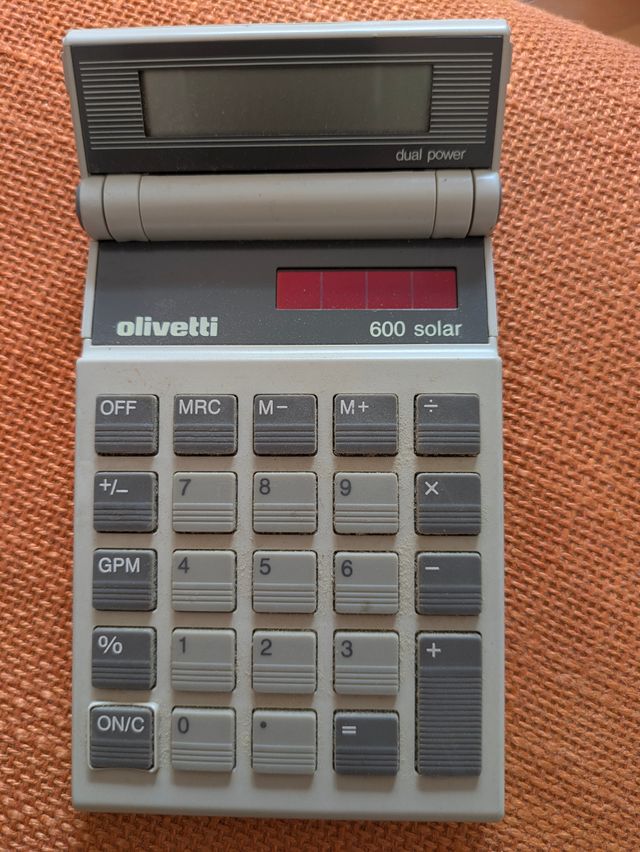 dual power
olivetti 600 solar
OFF MRC M− M+ ÷
+/− 7 8 9 ×
GPM 4 5 6 −
% 1 2 3 +
ON/C 0 . =